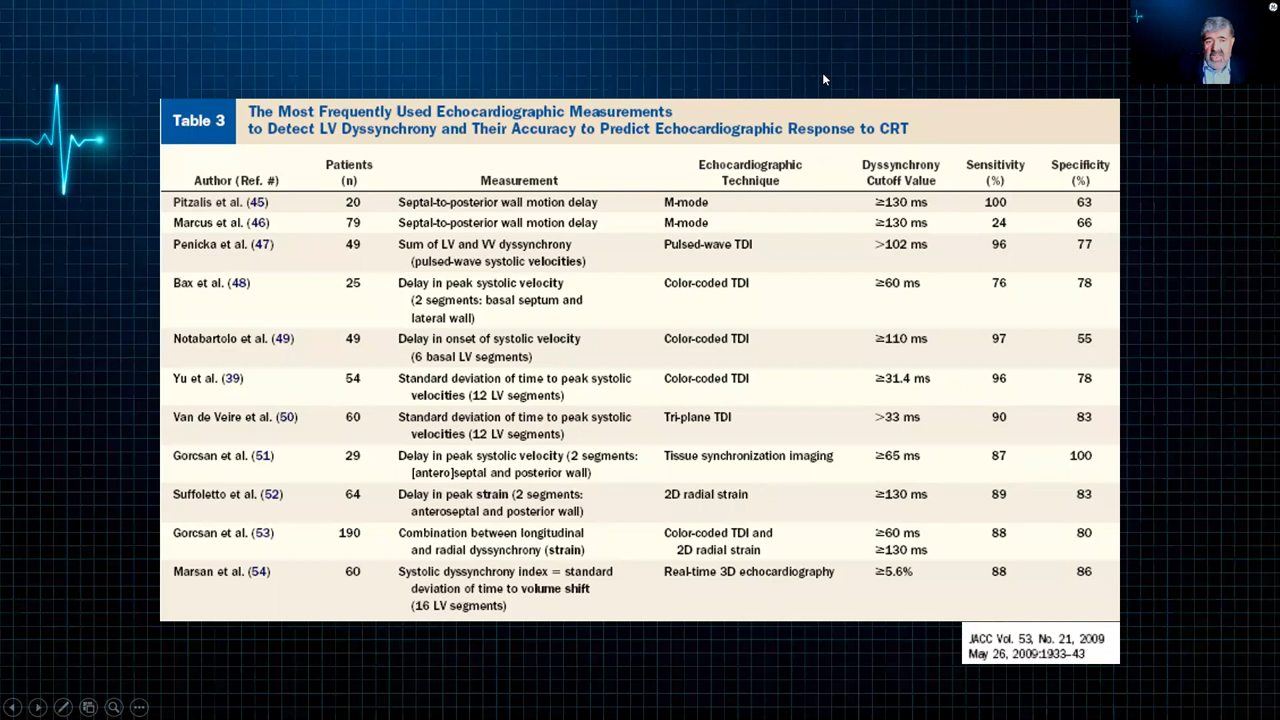 Table 3
The Most Frequently Used Echocardiographic Measurements
to Detect LV Dyssynchrony and Their Accuracy to Predict Echocardiographic Response to CRT
Author (Ref. #) Patients (n) Measurement Echocardiographic Technique Dyssynchrony Cutoff Value Sensitivity (%) Specificity (%)
Pitzalis et al. (45) 20 Septal-to-posterior wall motion delay M-mode ≥130 ms 100 63
Marcus et al. (46) 79 Septal-to-posterior wall motion delay M-mode ≥130 ms 24 66
Penicka et al. (47) 49 Sum of LV and VV dyssynchrony Pulsed-wave TDI >102 ms 96 77
(pulsed-wave systolic velocities)
Bax et al. (48) 25 Delay in peak systolic velocity Color-coded TDI ≥60 ms 76 78
(2 segments: basal septum and
lateral wall)
Notabartolo et al. (49) 49 Delay in onset of systolic velocity Color-coded TDI ≥110 ms 97 55
(6 basal LV segments)
Yu et al. (39) 54 Standard deviation of time to peak systolic Color-coded TDI ≥31.4 ms 96 78
velocities (12 LV segments)
Van de Veire et al. (50) 60 Standard deviation of time to peak systolic Tri-plane TDI >33 ms 90 83
velocities (12 LV segments)
Gorcsan et al. (51) 29 Delay in peak systolic velocity (2 segments: Tissue synchronization imaging ≥65 ms 87 100
[antero]septal and posterior wall)
Suffoletto et al. (52) 64 Delay in peak strain (2 segments: 2D radial strain ≥130 ms 89 83
anteroseptal and posterior wall)
Gorcsan et al. (53) 190 Combination between longitudinal Color-coded TDI and ≥60 ms 88 80
and radial dyssynchrony (strain) 2D radial strain ≥130 ms
Marsan et al. (54) 60 Systolic dyssynchrony index = standard Real-time 3D echocardiography ≥5.6% 88 86
deviation of time to volume shift
(16 LV segments)
JACC Vol. 53, No. 21, 2009
May 26, 2009:1933–43